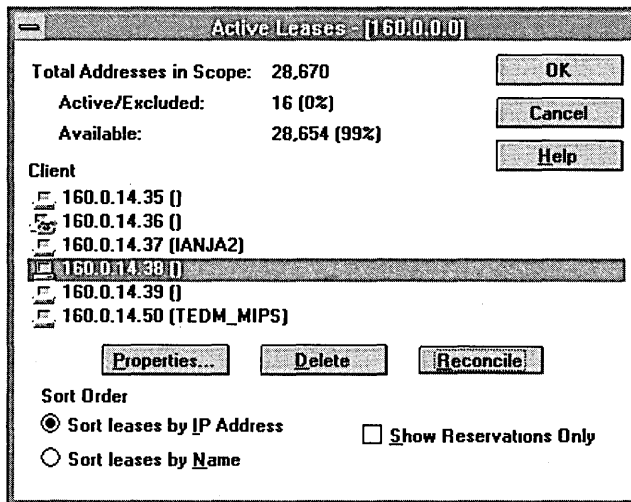 Active Leases - [160.0.0.0]
Total Addresses in Scope: 28,670
Active/Excluded: 16 (0%)
Available: 28,654 (99%)
OK
Cancel
Help
Client
160.0.14.35 ()
160.0.14.36 ()
160.0.14.37 (IANJA2)
160.0.14.38 ()
160.0.14.39 ()
160.0.14.50 (TEDM_MIPS)
Properties... Delete Reconcile
Sort Order
Sort leases by IP Address
Sort leases by Name
Show Reservations Only